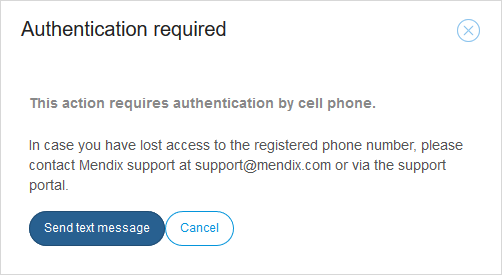 Authentication required
This action requires authentication by cell phone.
In case you have lost access to the registered phone number, please
contact Mendix support at support@mendix.com or via the support
portal.
Send text message
Cancel